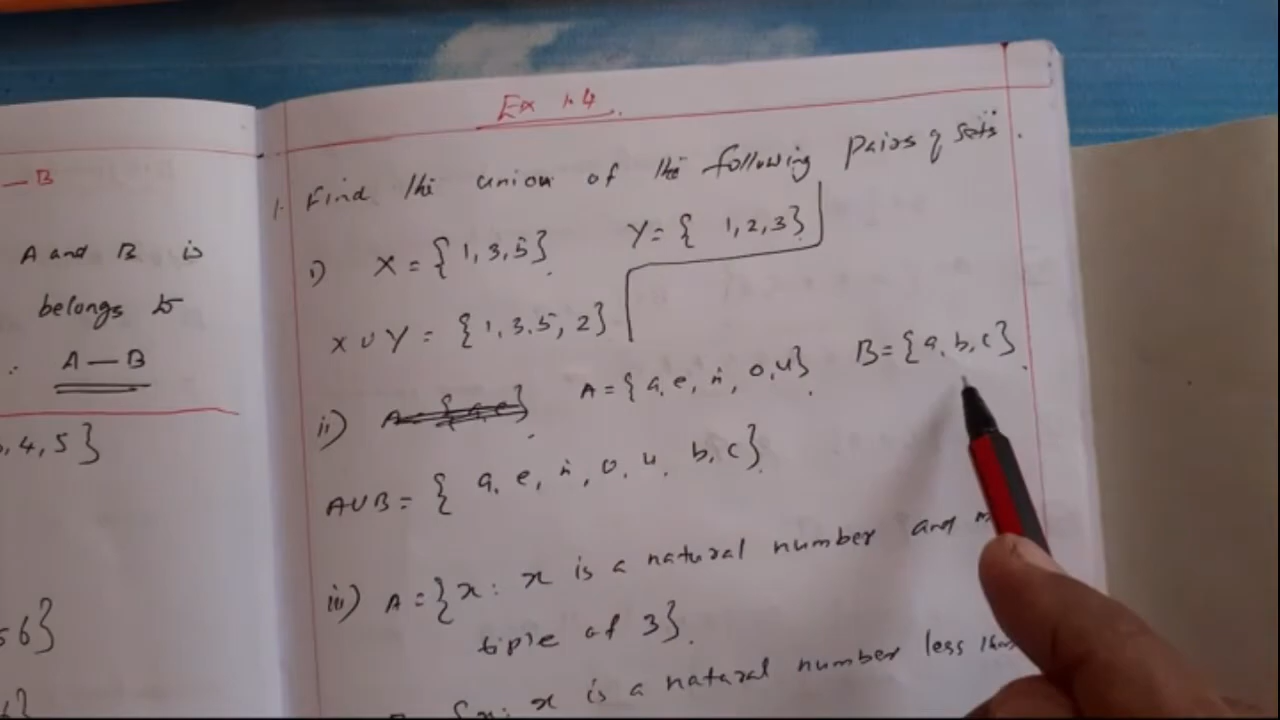 — B
A and B is
belongs to
∴ A — B
, 4, 5}
56}
Ex 1.4.
1. Find the union of the following pairs of sets.
i) X = {1, 3, 5} Y = { 1, 2, 3}
X ∪ Y = {1, 3. 5, 2}
ii) A = {a, e, i, o, u}. B = {a, b, c}.
A ∪ B = { a, e, i, o, u, b, c}.
iii) A = {x: x is a natural number and
tiple of 3}.
{x: x is a natural number less than